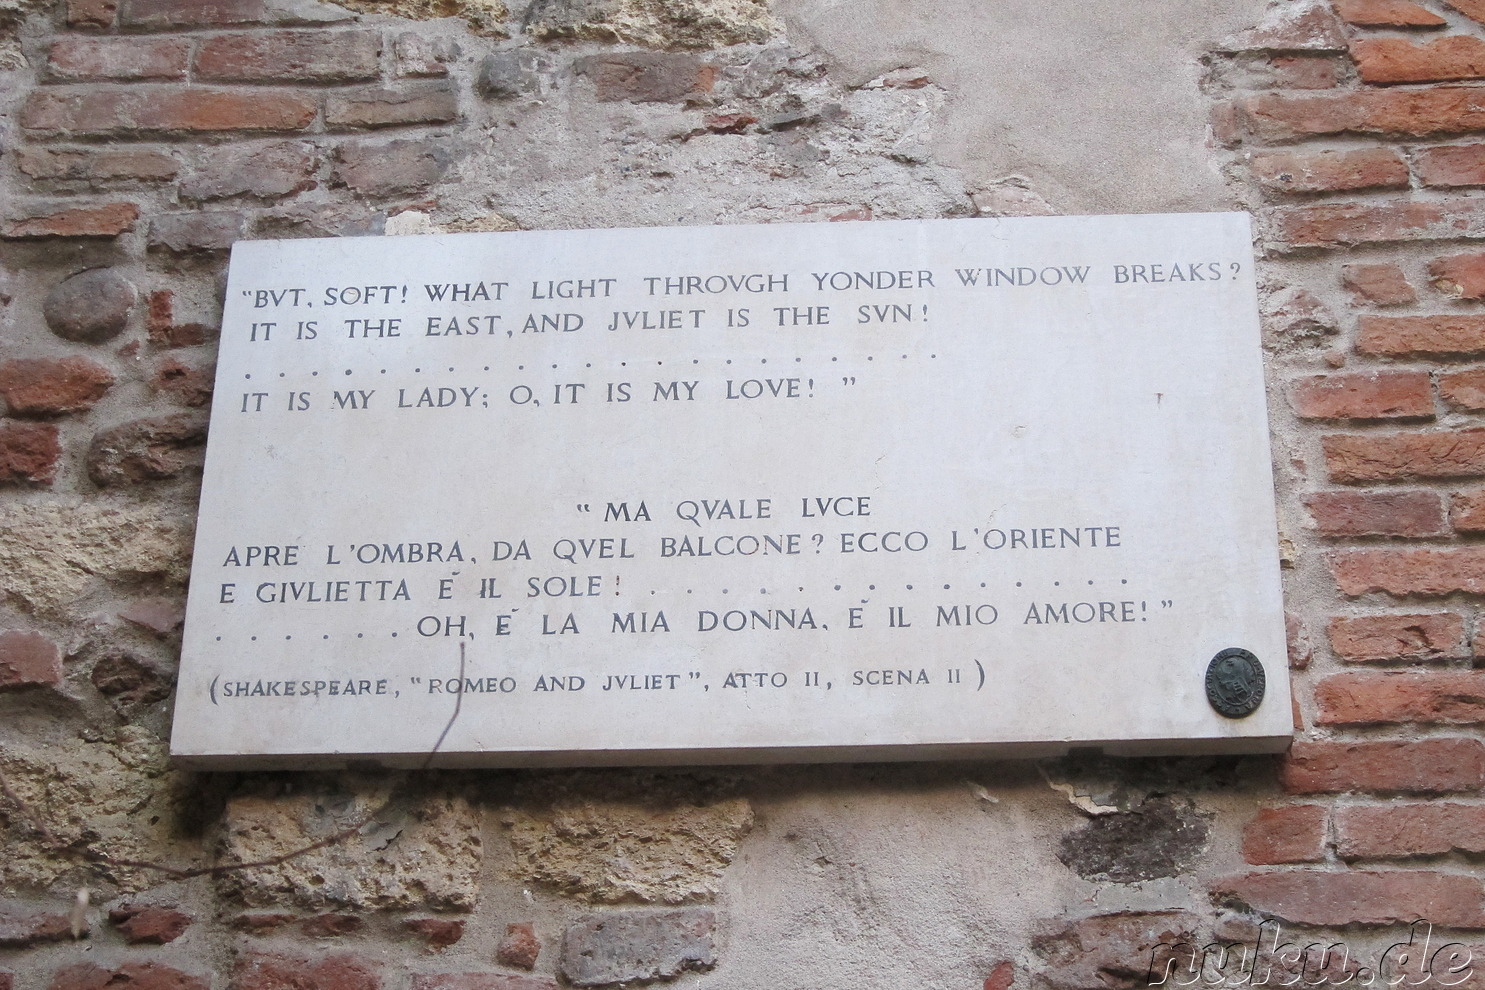 "BVT, SOFT! WHAT LIGHT THROVGH YONDER WINDOW BREAKS?
IT IS THE EAST, AND JVLIET IS THE SVN!
. . . . . . . . . . . . . . . . . . . . . . .
IT IS MY LADY; O, IT IS MY LOVE! "
" MA QVALE LVCE
APRE L'OMBRA, DA QVEL BALCONE? ECCO L'ORIENTE
E GIVLIETTA È IL SOLE! . . . . . . . . . . . . . . . .
. . . . . . . OH, È LA MIA DONNA, È IL MIO AMORE! "
(SHAKESPEARE, "ROMEO AND JVLIET", ATTO II, SCENA II )
nuku.de